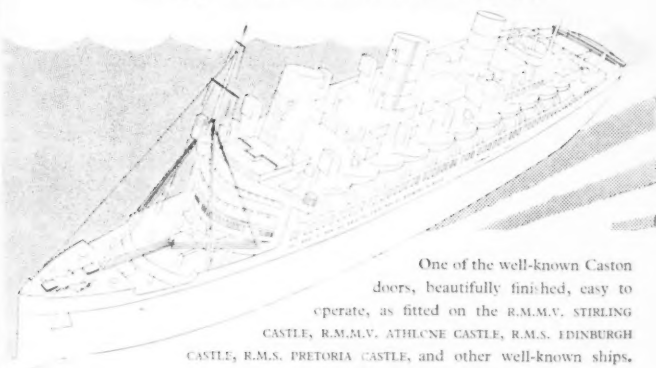 One of the well-known Caston
doors, beautifully finished, easy to
operate, as fitted on the R.M.M.V. STIRLING
CASTLE, R.M.M.V. ATHLONE CASTLE, R.M.S. EDINBURGH
CASTLE, R.M.S. PRETORIA CASTLE, and other well-known ships.